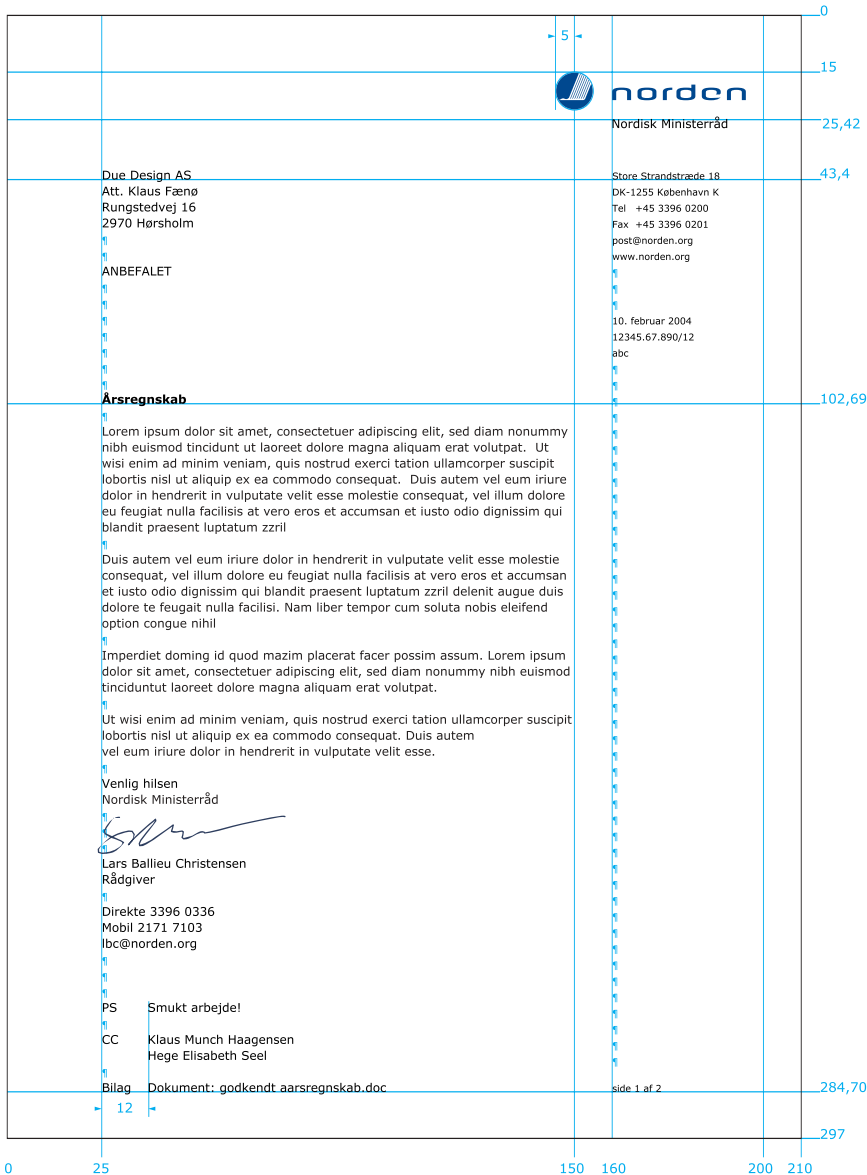 0
5
15
norden
Nordisk Ministerråd
25,42
Due Design AS
Att. Klaus Fænø
Rungstedvej 16
2970 Hørsholm
¶
¶
ANBEFALET
¶
¶
¶
¶
¶
¶
¶
Store Strandstræde 18
43,4
DK-1255 København K
Tel +45 3396 0200
Fax +45 3396 0201
post@norden.org
www.norden.org
¶
¶
¶
10. februar 2004
12345.67.890/12
abc
Årsregnskab
102,69
¶
Lorem ipsum dolor sit amet, consectetuer adipiscing elit, sed diam nonummy
nibh euismod tincidunt ut laoreet dolore magna aliquam erat volutpat.  Ut
wisi enim ad minim veniam, quis nostrud exerci tation ullamcorper suscipit
lobortis nisl ut aliquip ex ea commodo consequat.  Duis autem vel eum iriure
dolor in hendrerit in vulputate velit esse molestie consequat, vel illum dolore
eu feugiat nulla facilisis at vero eros et accumsan et iusto odio dignissim qui
blandit praesent luptatum zzril
¶
Duis autem vel eum iriure dolor in hendrerit in vulputate velit esse molestie
consequat, vel illum dolore eu feugiat nulla facilisis at vero eros et accumsan
et iusto odio dignissim qui blandit praesent luptatum zzril delenit augue duis
dolore te feugait nulla facilisi. Nam liber tempor cum soluta nobis eleifend
option congue nihil
¶
Imperdiet doming id quod mazim placerat facer possim assum. Lorem ipsum
dolor sit amet, consectetuer adipiscing elit, sed diam nonummy nibh euismod
tinciduntut laoreet dolore magna aliquam erat volutpat.
¶
Ut wisi enim ad minim veniam, quis nostrud exerci tation ullamcorper suscipit
lobortis nisl ut aliquip ex ea commodo consequat. Duis autem
vel eum iriure dolor in hendrerit in vulputate velit esse.
¶
Venlig hilsen
Nordisk Ministerråd
¶
¶
¶
Lars Ballieu Christensen
Rådgiver
¶
Direkte 3396 0336
Mobil 2171 7103
lbc@norden.org
¶
¶
¶
PS Smukt arbejde!
¶
CC Klaus Munch Haagensen
Hege Elisabeth Seel
¶
Bilag Dokument: godkendt aarsregnskab.doc
side 1 af 2
284,70
12
297
0 25 150 160 200 210